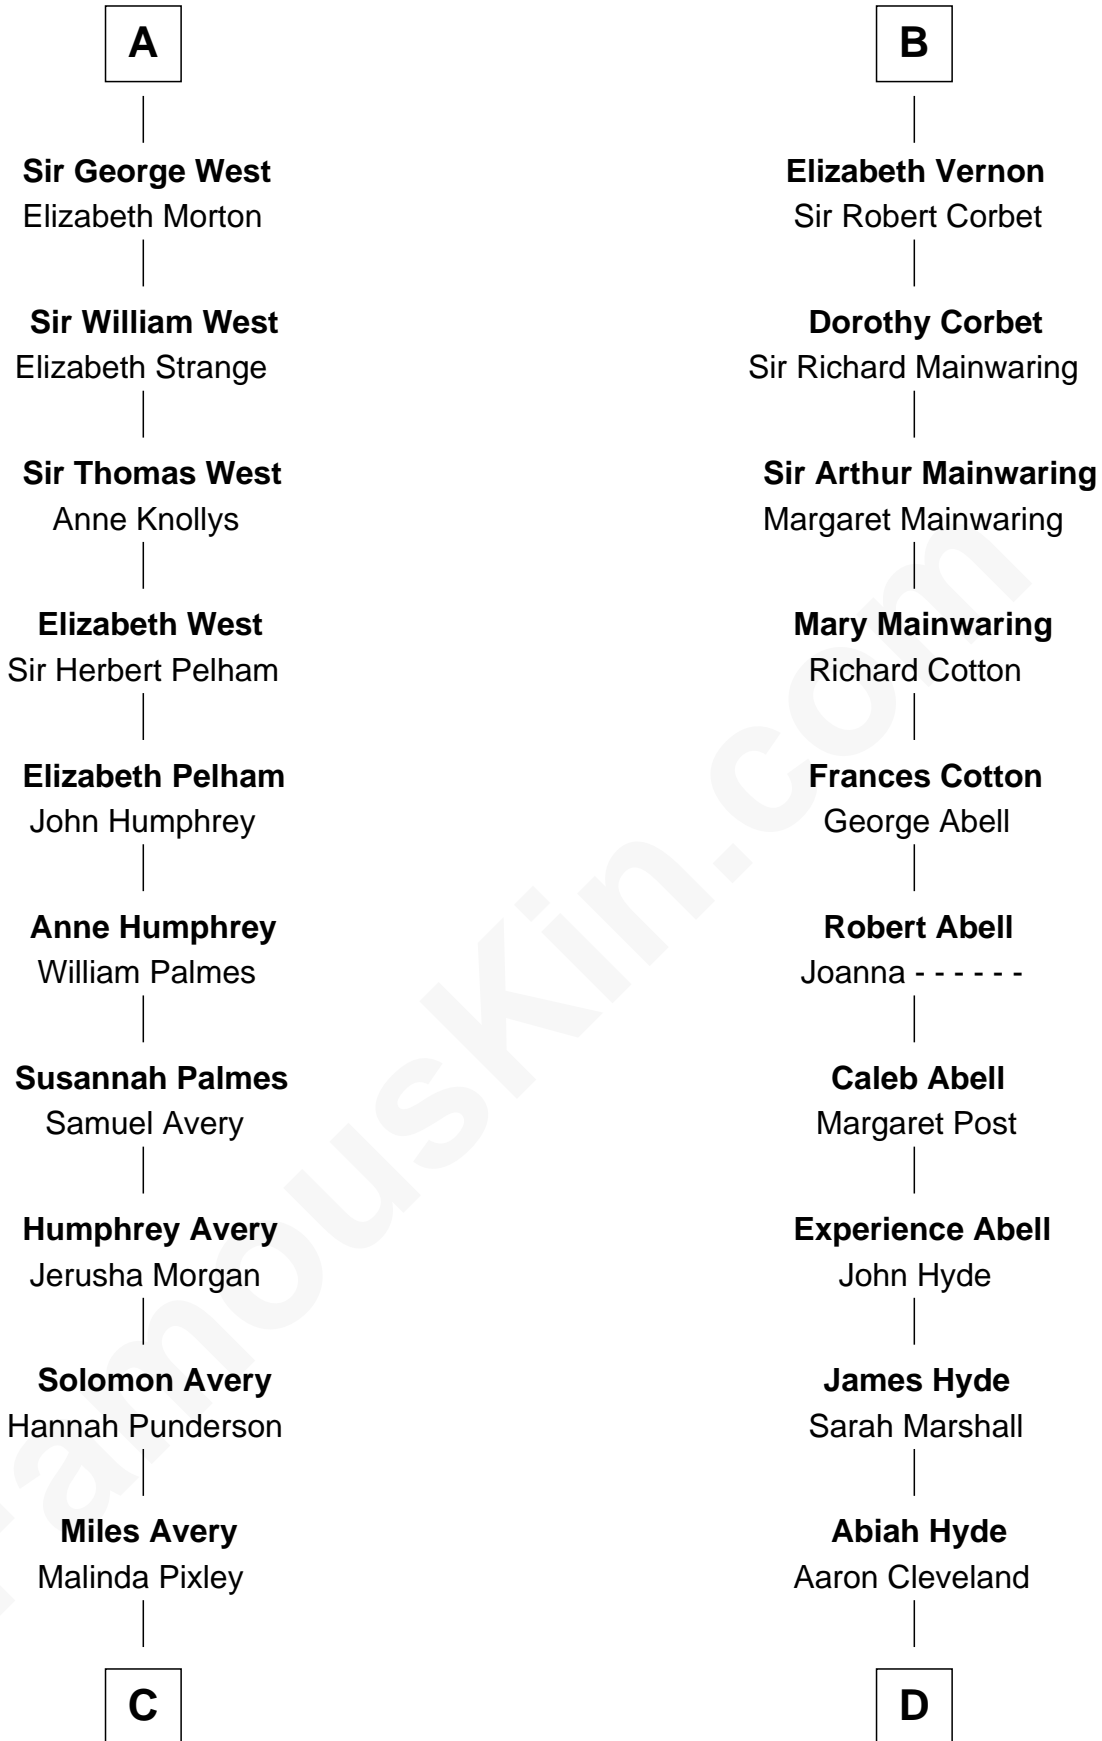 A
Sir George West
Elizabeth Morton
Sir William West
Elizabeth Strange
Sir Thomas West
Anne Knollys
Elizabeth West
Sir Herbert Pelham
Elizabeth Pelham
John Humphrey
Anne Humphrey
William Palmes
Susannah Palmes
Samuel Avery
Humphrey Avery
Jerusha Morgan
Solomon Avery
Hannah Punderson
Miles Avery
Malinda Pixley
C
B
Elizabeth Vernon
Sir Robert Corbet
Dorothy Corbet
Sir Richard Mainwaring
Sir Arthur Mainwaring
Margaret Mainwaring
Mary Mainwaring
Richard Cotton
Frances Cotton
George Abell
Robert Abell
Joanna - - - - - -
Caleb Abell
Margaret Post
Experience Abell
John Hyde
James Hyde
Sarah Marshall
Abiah Hyde
Aaron Cleveland
D
FamousKin.com